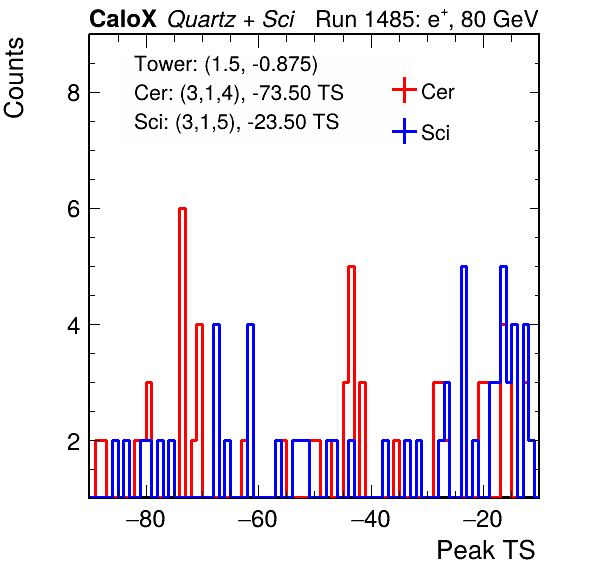 CaloX Quartz + Sci Run 1485: e+, 80 GeV
Counts
Tower: (1.5, -0.875)
Cer: (3,1,4), -73.50 TS
Sci: (3,1,5), -23.50 TS
Cer
Sci
8
6
4
2
−80 −60 −40 −20
Peak TS